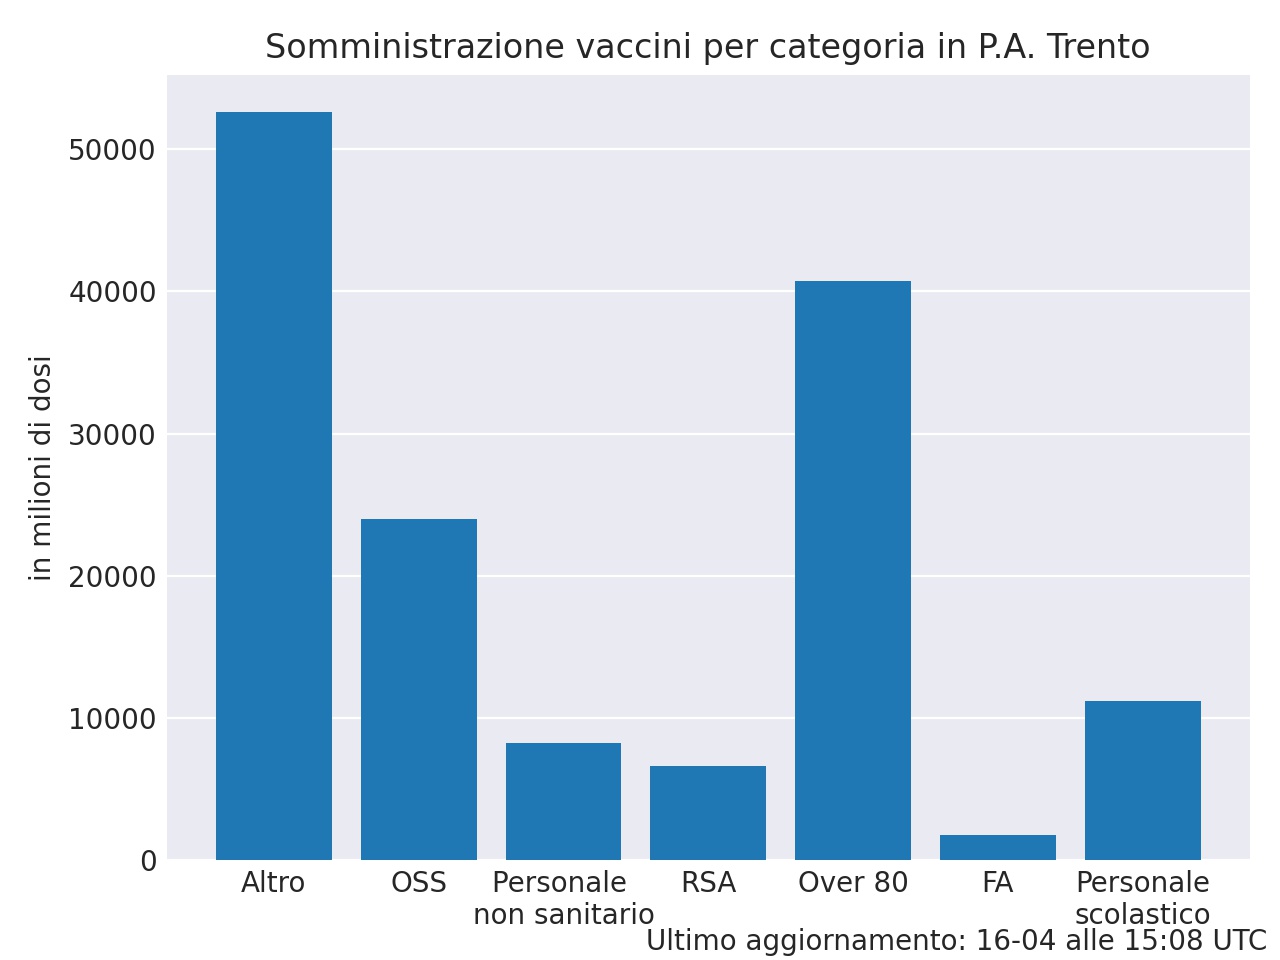 Somministrazione vaccini per categoria in P.A. Trento
in milioni di dosi
50000
40000
30000
20000
10000
0
Altro
OSS
Personale
non sanitario
RSA
Over 80
FA
Personale
scolastico
Ultimo aggiornamento: 16-04 alle 15:08 UTC